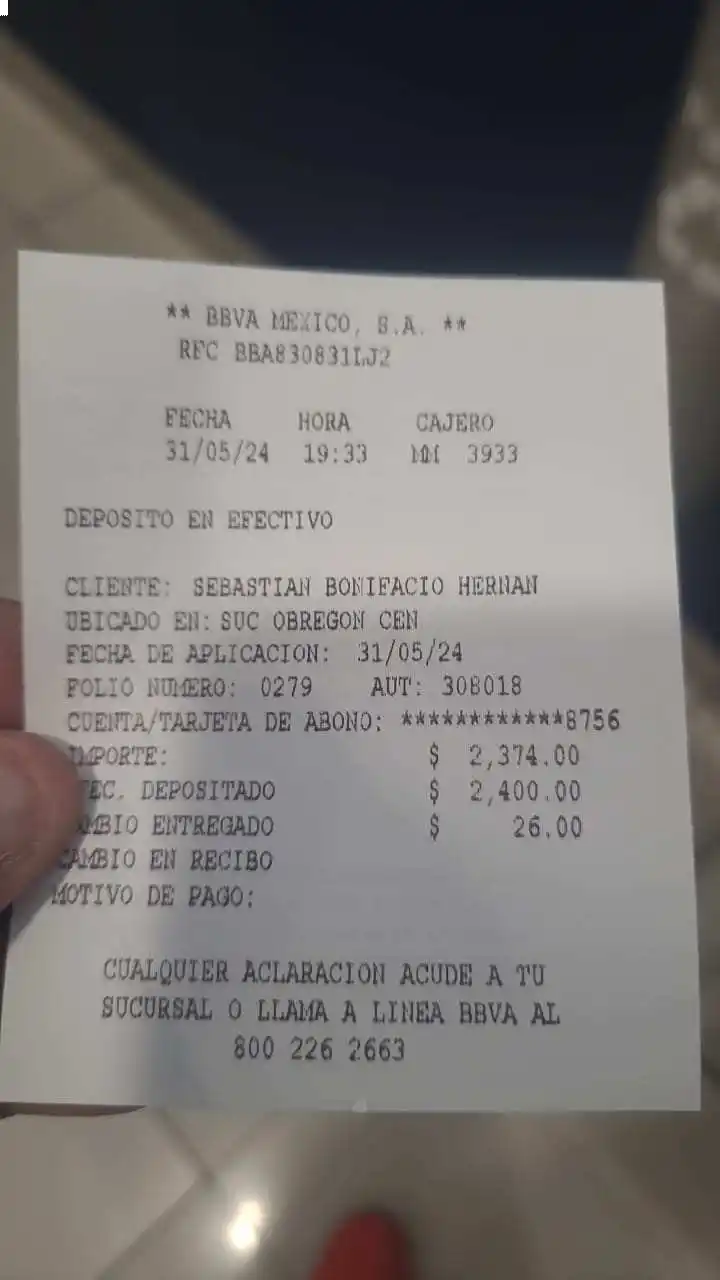 ** BBVA MEXICO, S.A. **
RFC BBA830831LJ2
FECHA HORA CAJERO
31/05/24 19:33 MM 3933
DEPOSITO EN EFECTIVO
CLIENTE: SEBASTIAN BONIFACIO HERNAN
UBICADO EN: SUC OBREGON CEN
FECHA DE APLICACION: 31/05/24
FOLIO NUMERO: 0279 AUT: 308018
CUENTA/TARJETA DE ABONO: ************8756
IMPORTE: $ 2,374.00
EC. DEPOSITADO $ 2,400.00
CAMBIO ENTREGADO $ 26.00
CAMBIO EN RECIBO
MOTIVO DE PAGO:
CUALQUIER ACLARACION ACUDE A TU
SUCURSAL O LLAMA A LINEA BBVA AL
800 226 2663